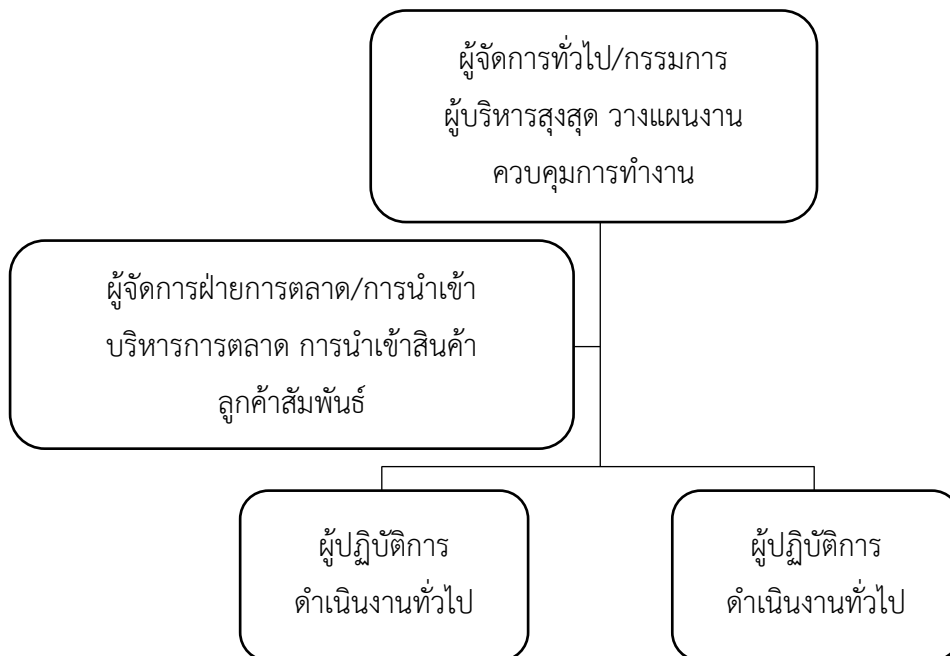 ผู้จัดการทั่วไป/กรรมการ
ผู้บริหารสุงสุด วางแผนงาน
ควบคุมการทำงาน
ผู้จัดการฝ่ายการตลาด/การนำเข้า
บริหารการตลาด การนำเข้าสินค้า
ลูกค้าสัมพันธ์
ผู้ปฏิบัติการ
ดำเนินงานทั่วไป
ผู้ปฏิบัติการ
ดำเนินงานทั่วไป